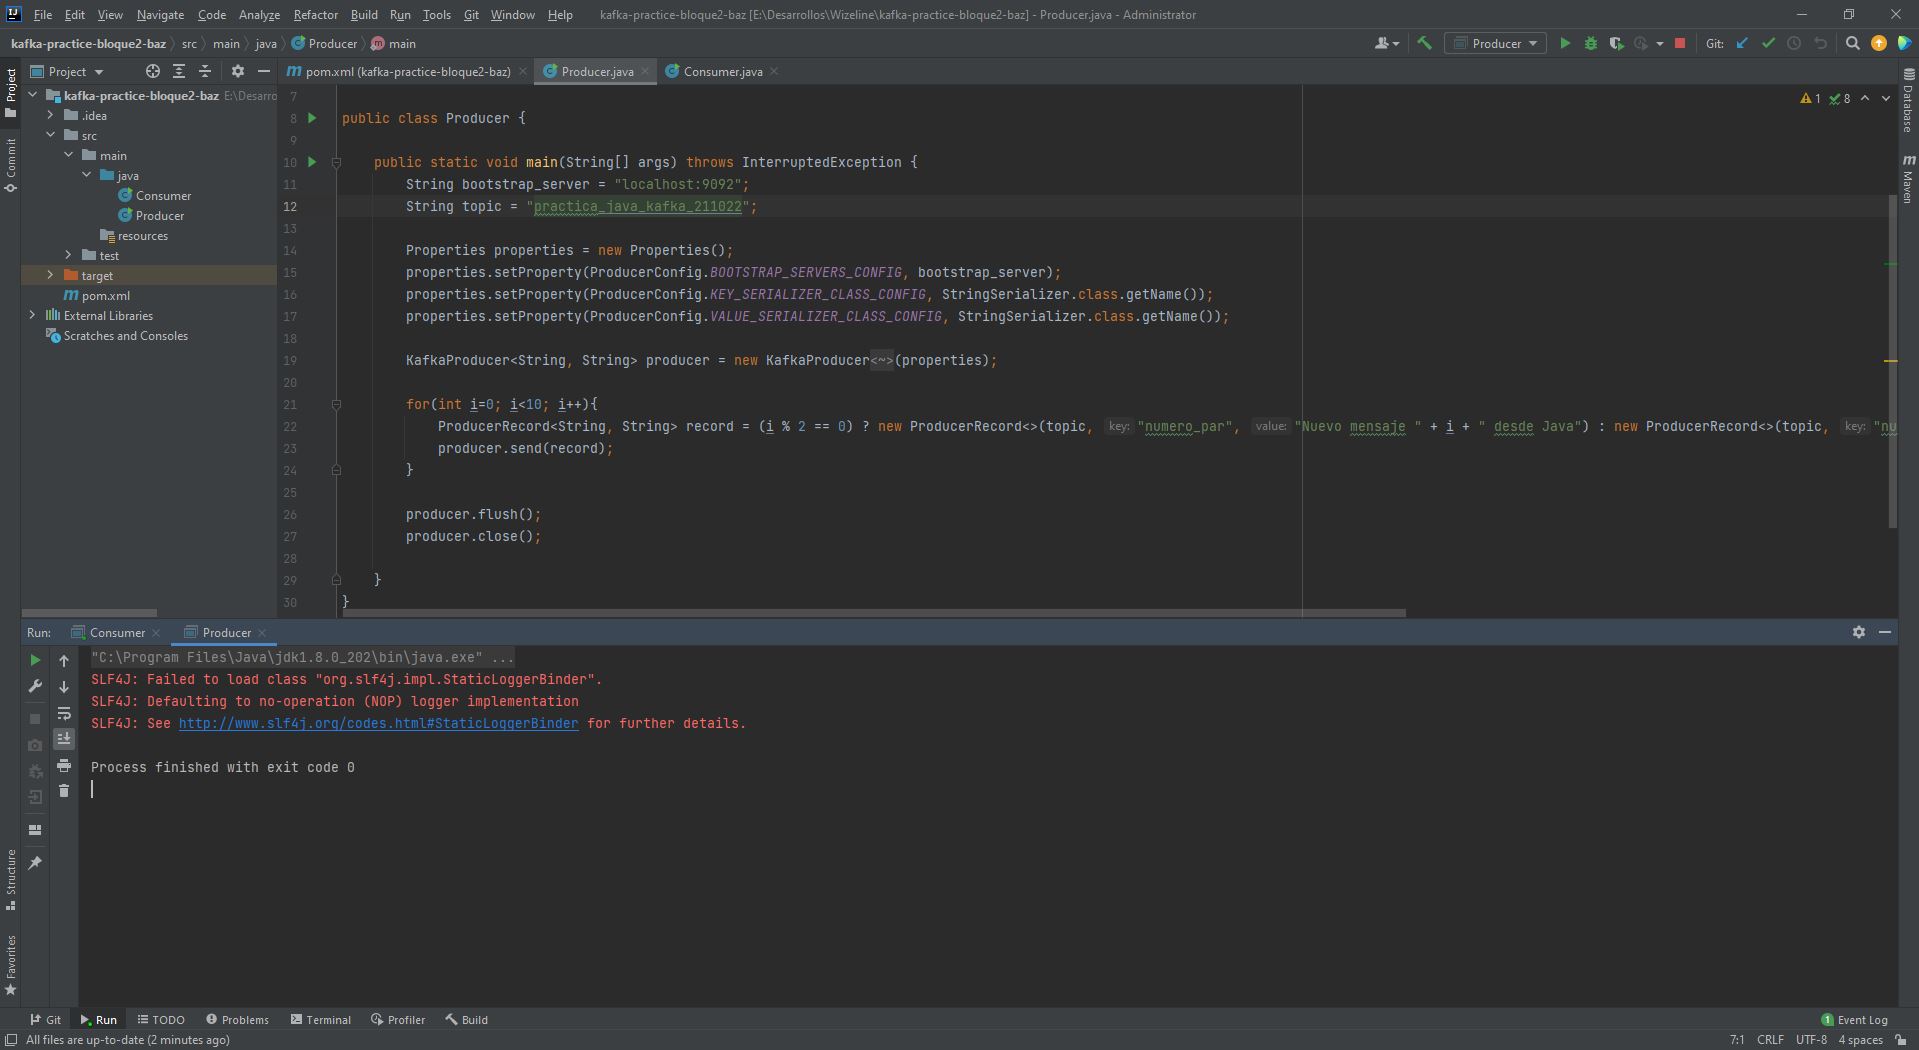 File Edit View Navigate Code Analyze Refactor Build Run Tools Git Window Help kafka-practice-bloque2-baz [E:\Desarrollos\Wizeline\kafka-practice-bloque2-baz] - Producer.java - Administrator
kafka-practice-bloque2-baz src main java Producer main
Producer Git:
Project
pom.xml (kafka-practice-bloque2-baz) Producer.java Consumer.java
kafka-practice-bloque2-baz E:\Desarro
.idea
src
main
java
Consumer
Producer
resources
test
target
pom.xml
External Libraries
Scratches and Consoles
Project
Commit
Structure
Favorites
1 8
7
8 public class Producer {
9
10 public static void main(String[] args) throws InterruptedException {
11 String bootstrap_server = "localhost:9092";
12 String topic = "practica_java_kafka_211022";
13
14 Properties properties = new Properties();
15 properties.setProperty(ProducerConfig.BOOTSTRAP_SERVERS_CONFIG, bootstrap_server);
16 properties.setProperty(ProducerConfig.KEY_SERIALIZER_CLASS_CONFIG, StringSerializer.class.getName());
17 properties.setProperty(ProducerConfig.VALUE_SERIALIZER_CLASS_CONFIG, StringSerializer.class.getName());
18
19 KafkaProducer<String, String> producer = new KafkaProducer<~>(properties);
20
21 for(int i=0; i<10; i++){
22 ProducerRecord<String, String> record = (i % 2 == 0) ? new ProducerRecord<>(topic, key: "numero_par", value: "Nuevo mensaje " + i + " desde Java") : new ProducerRecord<>(topic, key: "nu
23 producer.send(record);
24 }
25
26 producer.flush();
27 producer.close();
28
29 }
30 }
Database
Maven
Run: Consumer Producer
"C:\Program Files\Java\jdk1.8.0_202\bin\java.exe" ...
SLF4J: Failed to load class "org.slf4j.impl.StaticLoggerBinder".
SLF4J: Defaulting to no-operation (NOP) logger implementation
SLF4J: See http://www.slf4j.org/codes.html#StaticLoggerBinder for further details.
Process finished with exit code 0
Git Run TODO Problems Terminal Profiler Build 1 Event Log
All files are up-to-date (2 minutes ago) 7:1 CRLF UTF-8 4 spaces